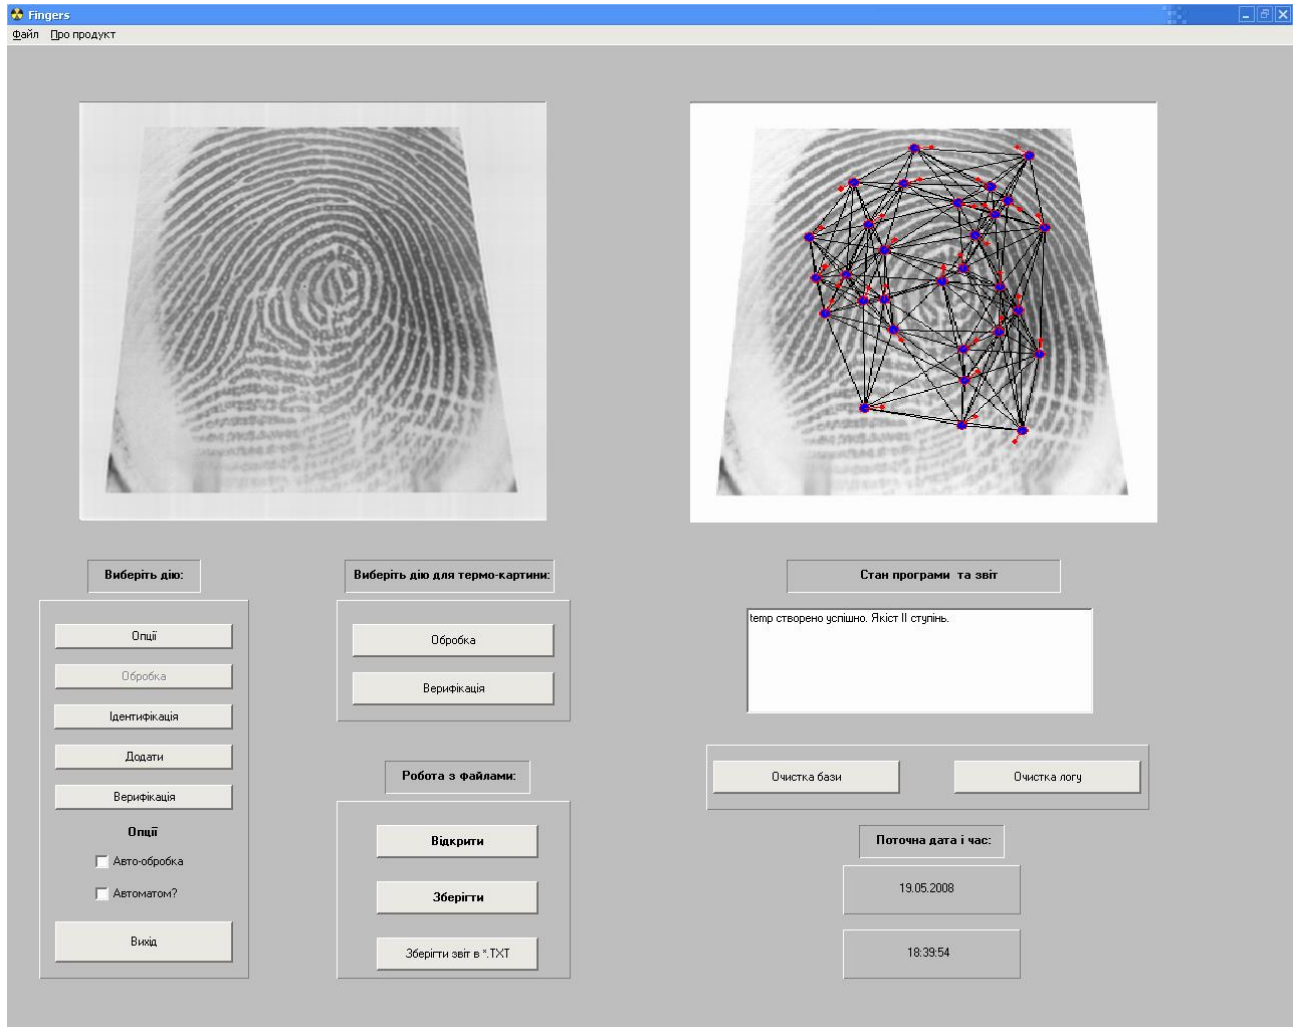 Fingers
Файл Про продукт
Виберіть дію:
Опції
Обробка
Ідентифікація
Додати
Верифікація
Опції
Авто-обробка
Автоматом?
Вихід
Виберіть дію для термо-картини:
Обробка
Верифікація
Робота з файлами:
Відкрити
Зберігти
Зберігти звіт в *.TXT
Стан програми та звіт
temp створено успішно. Якіст II ступінь.
Очистка бази
Очистка логу
Поточна дата і час:
19.05.2008
18:39:54